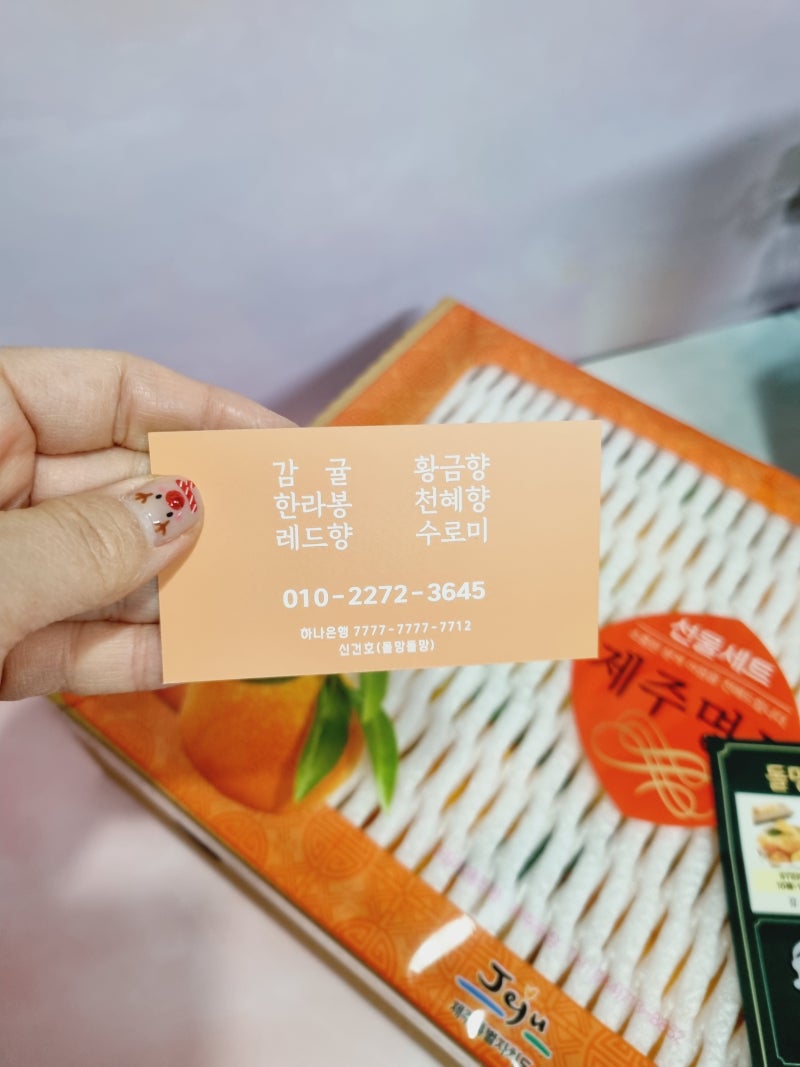 감 귤 황금향
한라봉 천혜향
레드향 수로미
010-2272-3645
하나은행 7777-7777-7712
신건호(돌망돌망)
선물세트
제주명
Jeju